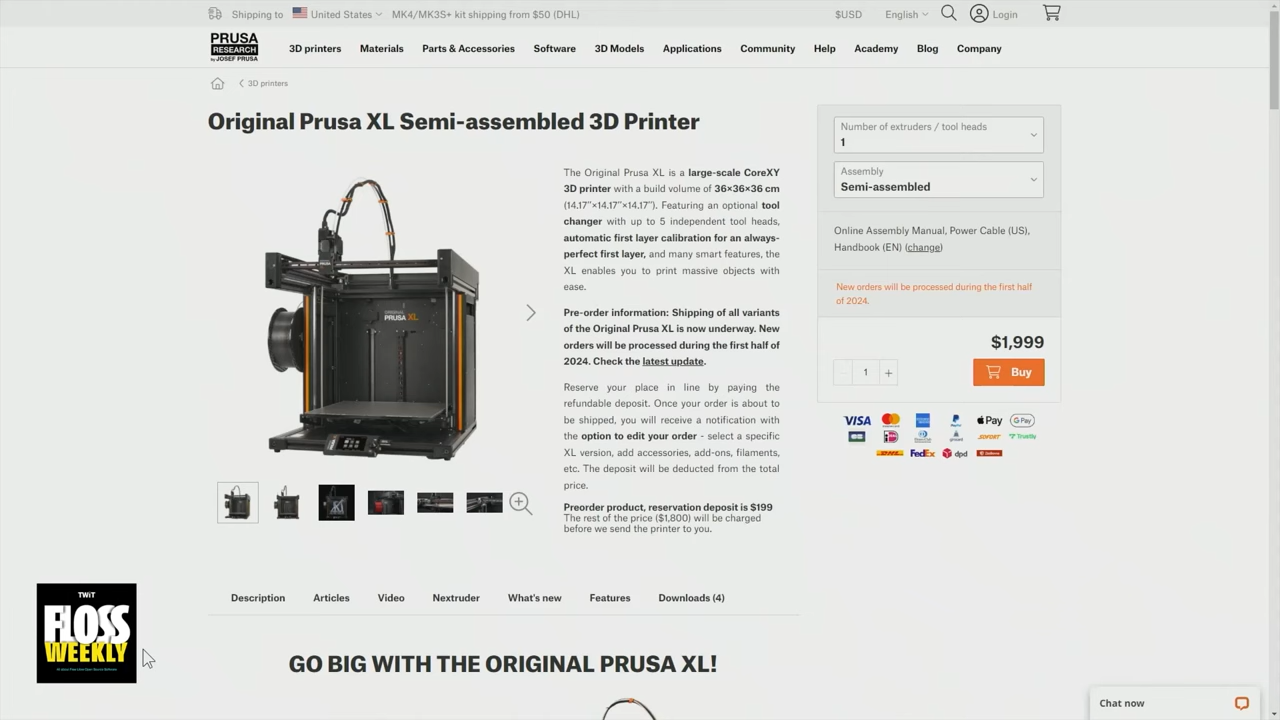 Shipping to United States MK4/MK3S+ kit shipping from $50 (DHL) $USD English Login
PRUSA
RESEARCH
by JOSEF PRUSA
3D printers Materials Parts & Accessories Software 3D Models Applications Community Help Academy Blog Company
3D printers
Original Prusa XL Semi-assembled 3D Printer
The Original Prusa XL is a large-scale CoreXY
3D printer with a build volume of 36×36×36 cm
(14.17"×14.17"×14.17"). Featuring an optional tool
changer with up to 5 independent tool heads,
automatic first layer calibration for an always-
perfect first layer, and many smart features, the
XL enables you to print massive objects with
ease.
Pre-order information: Shipping of all variants
of the Original Prusa XL is now underway. New
orders will be processed during the first half of
2024. Check the latest update.
Reserve your place in line by paying the
refundable deposit. Once your order is about to
be shipped, you will receive a notification with
the option to edit your order - select a specific
XL version, add accessories, add-ons, filaments,
etc. The deposit will be deducted from the total
price.
Preorder product, reservation deposit is $199
The rest of the price ($1,800) will be charged
before we send the printer to you.
ORIGINAL
PRUSA XL
Number of extruders / tool heads
1
Assembly
Semi-assembled
Online Assembly Manual, Power Cable (US),
Handbook (EN) (change)
New orders will be processed during the first half
of 2024.
$1,999
1
Buy
VISA
Pay
G Pay
PayPal
SOFORT
TRUSTLY
DHL
FedEx
dpd
Description Articles Video Nextruder What's new Features Downloads (4)
GO BIG WITH THE ORIGINAL PRUSA XL!
TWiT
FLOSS
WEEKLY
Chat now